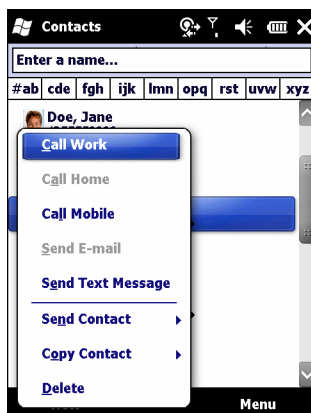 Contacts
Enter a name...
#ab cde fgh ijk lmn opq rst uvw xyz
Doe, Jane
Call Work
Call Home
Call Mobile
Send E-mail
Send Text Message
Send Contact
Copy Contact
Delete
Menu